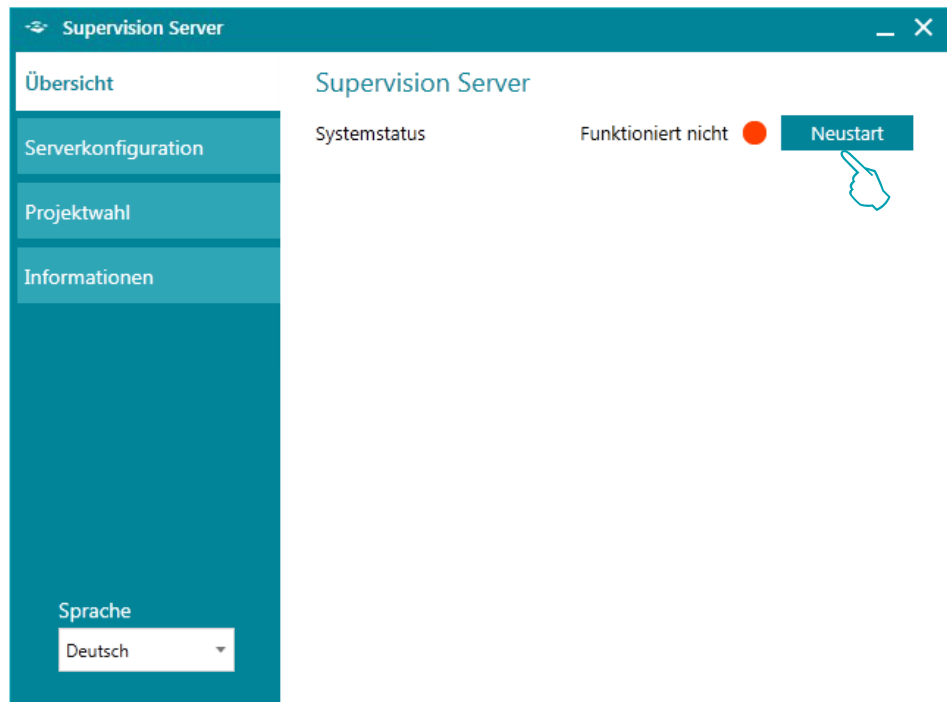 Supervision Server
Übersicht
Serverkonfiguration
Projektwahl
Informationen
Sprache
Deutsch
Supervision Server
Systemstatus Funktioniert nicht Neustart